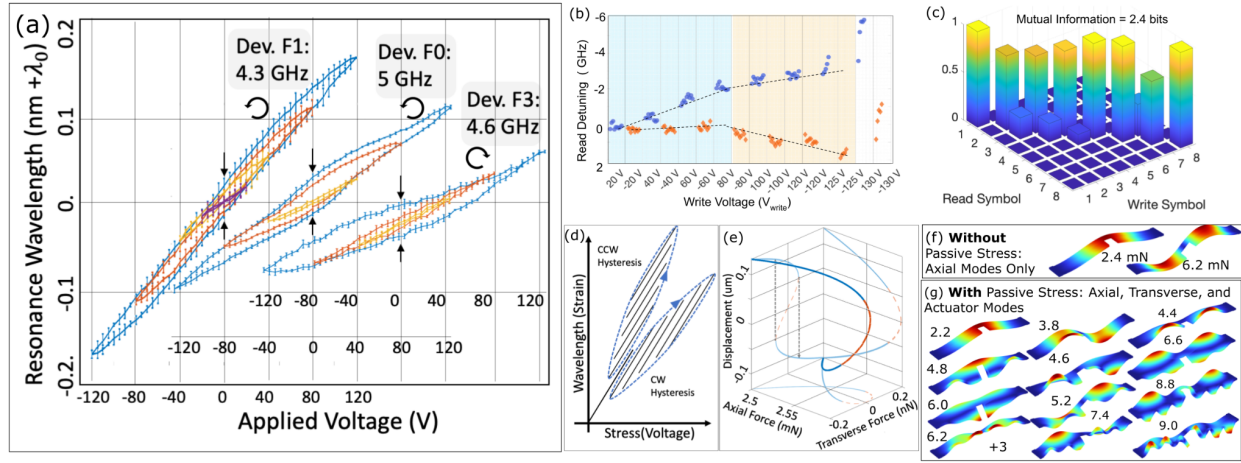 (a)
Resonance Wavelength (nm +λ0)
0.2
0.1
0.0
-0.1
-0.2
Dev. F1:
4.3 GHz
Dev. F0:
5 GHz
Dev. F3:
4.6 GHz
-120 -80 -40 0 40 80 120
-120 -80 -40 0 40 80 120
-120 -80 -40 0 40 80 120
Applied Voltage (V)
(b)
Read Detuning ( GHz)
-6
-4
-2
0
2
20 V
-20 V
40 V
-40 V
60 V
-60 V
80 V
-80 V
100 V
-100 V
120 V
-120 V
125 V
-125 V
130 V
-130 V
Write Voltage (Vwrite)
(c)
Mutual Information = 2.4 bits
1
0.5
0
1 2 3 4 5 6 7 8
Read Symbol
1 2 3 4 5 6 7 8
Write Symbol
(d)
CCW
Hysteresis
CW
Hysteresis
Wavelength (Strain)
Stress(Voltage)
(e)
Displacement (um)
0.1
0
-0.1
2.5
2.55
2.6
Axial Force (mN)
-0.2
0
0.2
Transverse Force (nN)
(f) Without
Passive Stress:
Axial Modes Only
2.4 mN
6.2 mN
(g) With Passive Stress: Axial, Transverse, and
Actuator Modes
2.2
3.8
4.4
4.8
4.6
6.6
6.0
5.2
8.8
6.2
+3
7.4
9.0